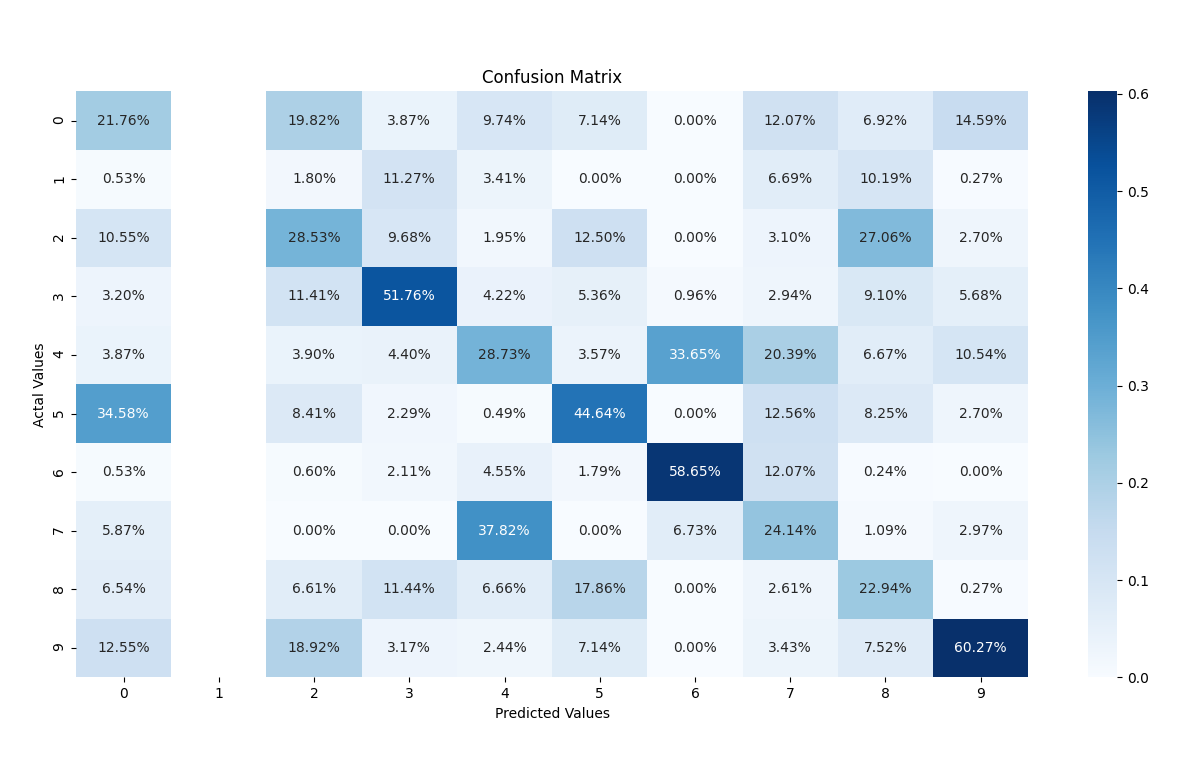 Confusion Matrix
0 21.76% 19.82% 3.87% 9.74% 7.14% 0.00% 12.07% 6.92% 14.59% 0.6
1 0.53% 1.80% 11.27% 3.41% 0.00% 0.00% 6.69% 10.19% 0.27% 0.5
2 10.55% 28.53% 9.68% 1.95% 12.50% 0.00% 3.10% 27.06% 2.70%
3 3.20% 11.41% 51.76% 4.22% 5.36% 0.96% 2.94% 9.10% 5.68% 0.4
4 3.87% 3.90% 4.40% 28.73% 3.57% 33.65% 20.39% 6.67% 10.54% 0.3
Actal Values
5 34.58% 8.41% 2.29% 0.49% 44.64% 0.00% 12.56% 8.25% 2.70%
6 0.53% 0.60% 2.11% 4.55% 1.79% 58.65% 12.07% 0.24% 0.00% 0.2
7 5.87% 0.00% 0.00% 37.82% 0.00% 6.73% 24.14% 1.09% 2.97%
8 6.54% 6.61% 11.44% 6.66% 17.86% 0.00% 2.61% 22.94% 0.27% 0.1
9 12.55% 18.92% 3.17% 2.44% 7.14% 0.00% 3.43% 7.52% 60.27% 0.0
0 1 2 3 4 5 6 7 8 9
Predicted Values